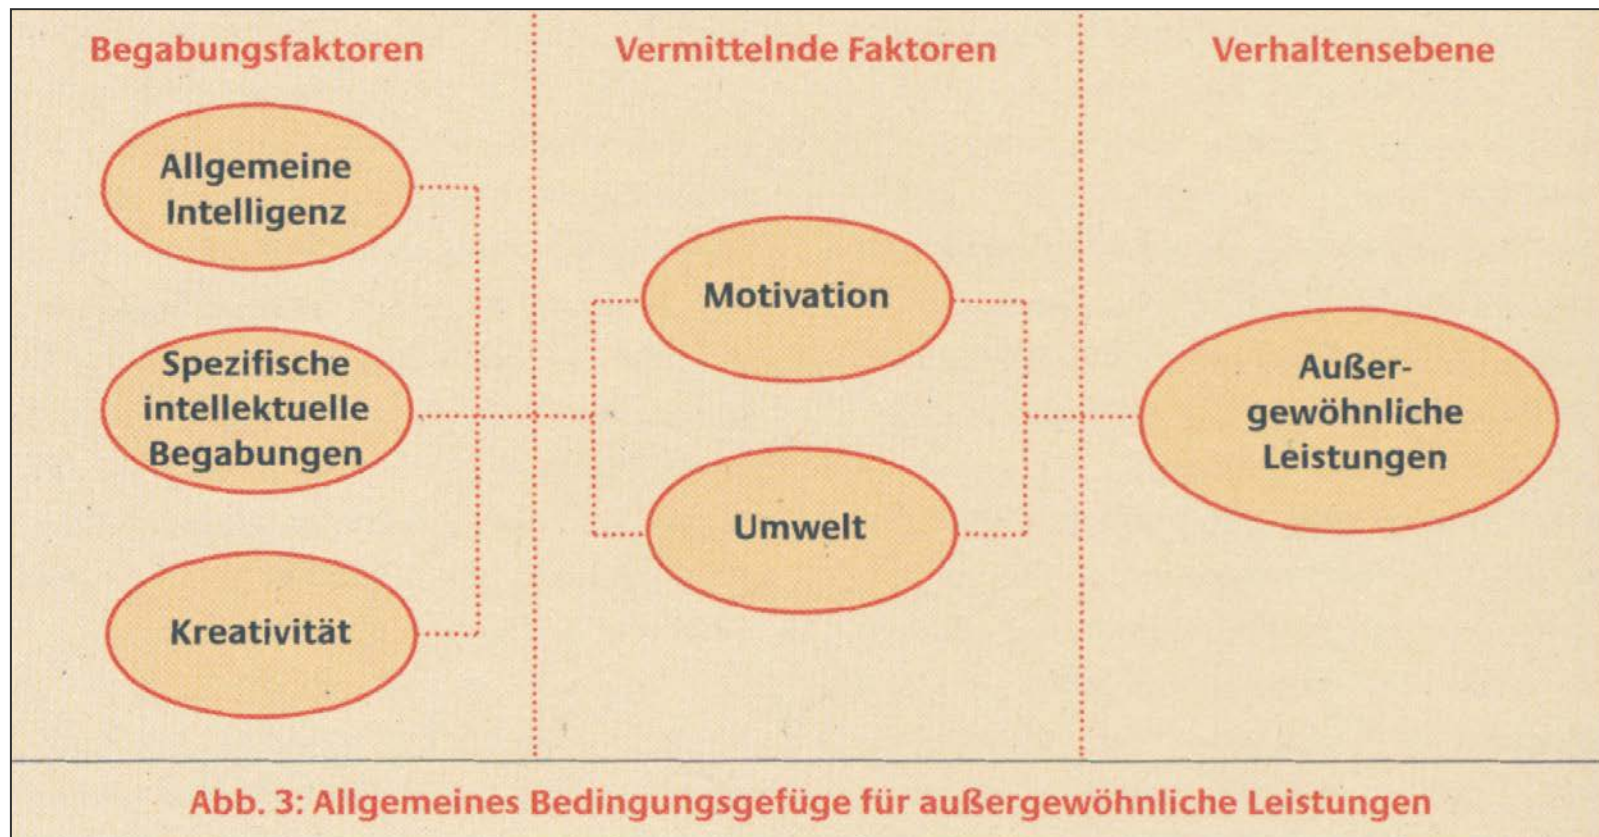 Begabungsfaktoren
Allgemeine
Intelligenz
Spezifische
intellektuelle
Begabungen
Kreativität
Vermittelnde Faktoren
Motivation
Umwelt
Verhaltensebene
Außer-
gewöhnliche
Leistungen
Abb. 3: Allgemeines Bedingungsgefüge für außergewöhnliche Leistungen